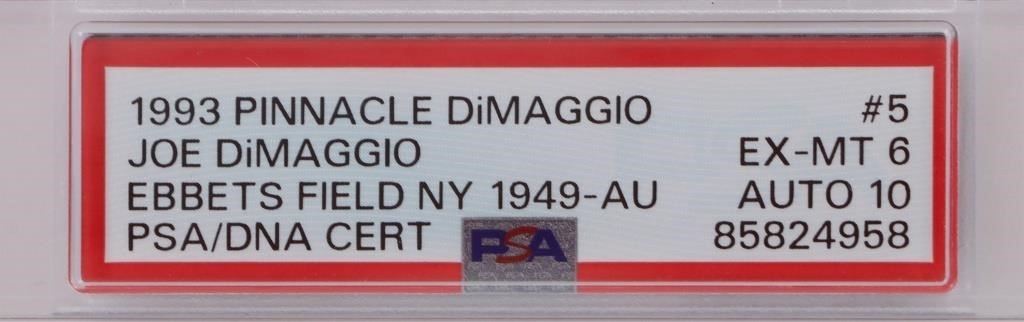 1993 PINNACLE DiMAGGIO #5
JOE DiMAGGIO EX-MT 6
EBBETS FIELD NY 1949-AU AUTO 10
PSA/DNA CERT PSA 85824958